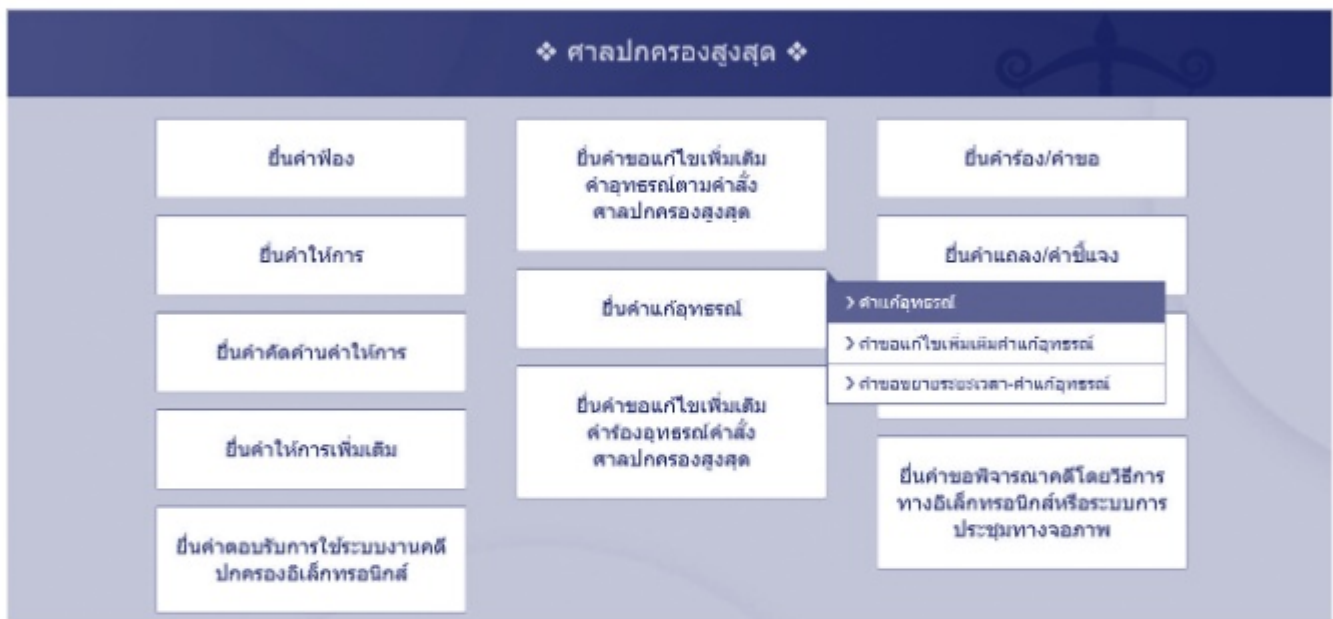 ❖ ศาลปกครองสูงสุด ❖
ยื่นคำฟ้อง
ยื่นคำให้การ
ยื่นคำคัดค้านคำให้การ
ยื่นคำให้การเพิ่มเติม
ยื่นคำตอบรับการใช้ระบบงานคดี
ปกครองอิเล็กทรอนิกส์
ยื่นคำขอแก้ไขเพิ่มเติม
คำอุทธรณ์ตามคำสั่ง
ศาลปกครองสูงสุด
ยื่นคำแก้อุทธรณ์
ยื่นคำขอแก้ไขเพิ่มเติม
คำร้องอุทธรณ์คำสั่ง
ศาลปกครองสูงสุด
ยื่นคำร้อง/คำขอ
ยื่นคำแถลง/คำชี้แจง
> คำแก้อุทธรณ์
> คำขอแก้ไขเพิ่มเติมคำแก้อุทธรณ์
> คำขอขยายระยะเวลา-คำแก้อุทธรณ์
ยื่นคำขอพิจารณาคดีโดยวิธีการ
ทางอิเล็กทรอนิกส์หรือระบบการ
ประชุมทางจอภาพ